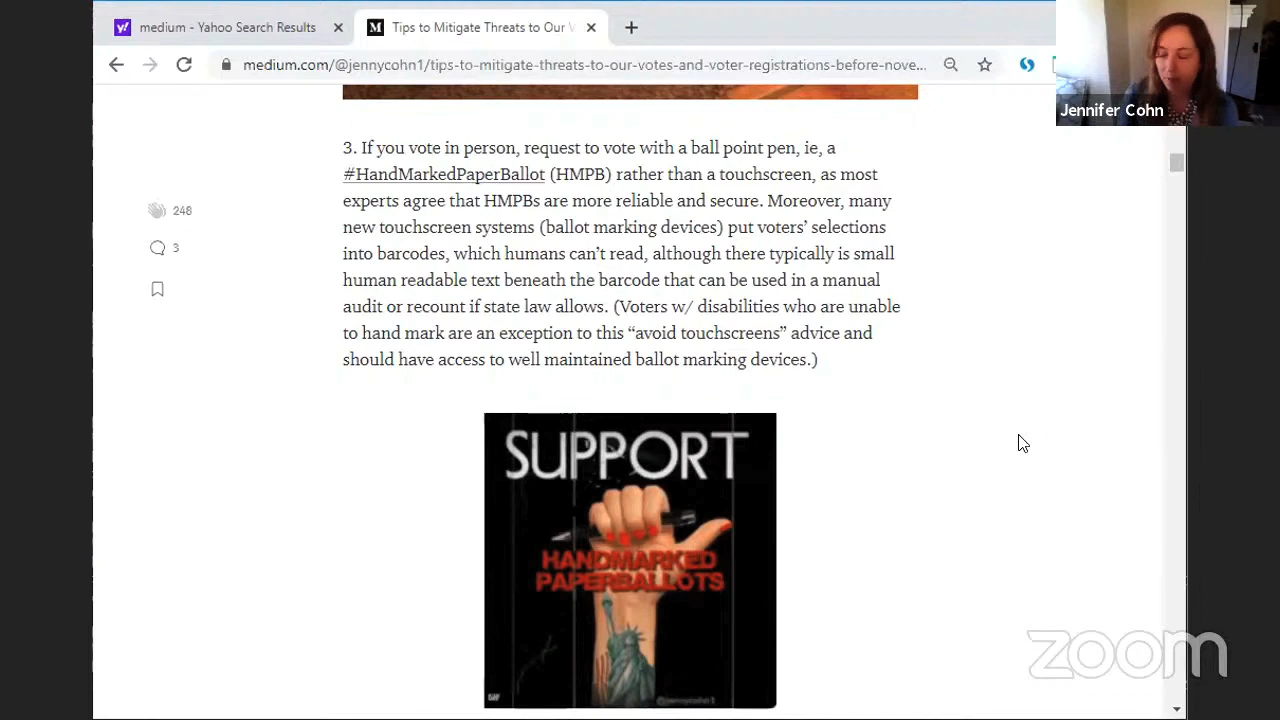 medium - Yahoo Search Results
Tips to Mitigate Threats to Our V
medium.com/@jennycohn1/tips-to-mitigate-threats-to-our-votes-and-voter-registrations-before-nove...
Jennifer Cohn
3. If you vote in person, request to vote with a ball point pen, ie, a
#HandMarkedPaperBallot (HMPB) rather than a touchscreen, as most
experts agree that HMPBs are more reliable and secure. Moreover, many
new touchscreen systems (ballot marking devices) put voters’ selections
into barcodes, which humans can’t read, although there typically is small
human readable text beneath the barcode that can be used in a manual
audit or recount if state law allows. (Voters w/ disabilities who are unable
to hand mark are an exception to this “avoid touchscreens” advice and
should have access to well maintained ballot marking devices.)
248
3
SUPPORT
HANDMARKED
PAPERBALLOTS
GIF
zoom